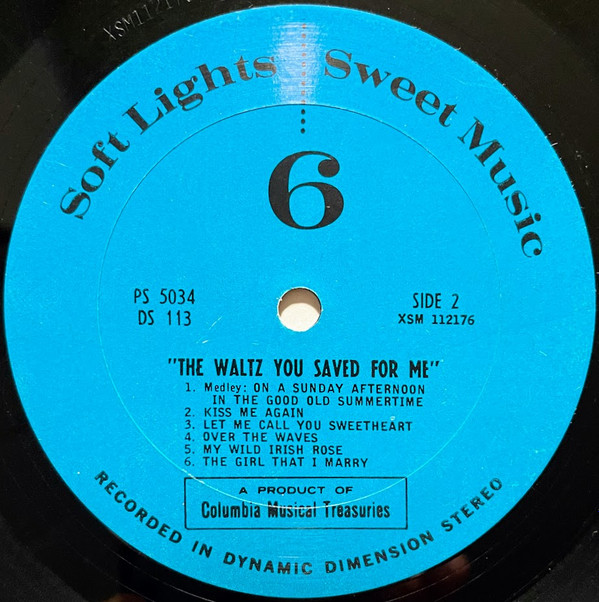 XSM112176
Soft Lights Sweet Music
6
PS 5034
DS 113
SIDE 2
XSM 112176
"THE WALTZ YOU SAVED FOR ME"
1. Medley: ON A SUNDAY AFTERNOON
IN THE GOOD OLD SUMMERTIME
2. KISS ME AGAIN
3. LET ME CALL YOU SWEETHEART
4. OVER THE WAVES
5. MY WILD IRISH ROSE
6. THE GIRL THAT I MARRY
A PRODUCT OF
Columbia Musical Treasuries
RECORDED IN DYNAMIC DIMENSION STEREO